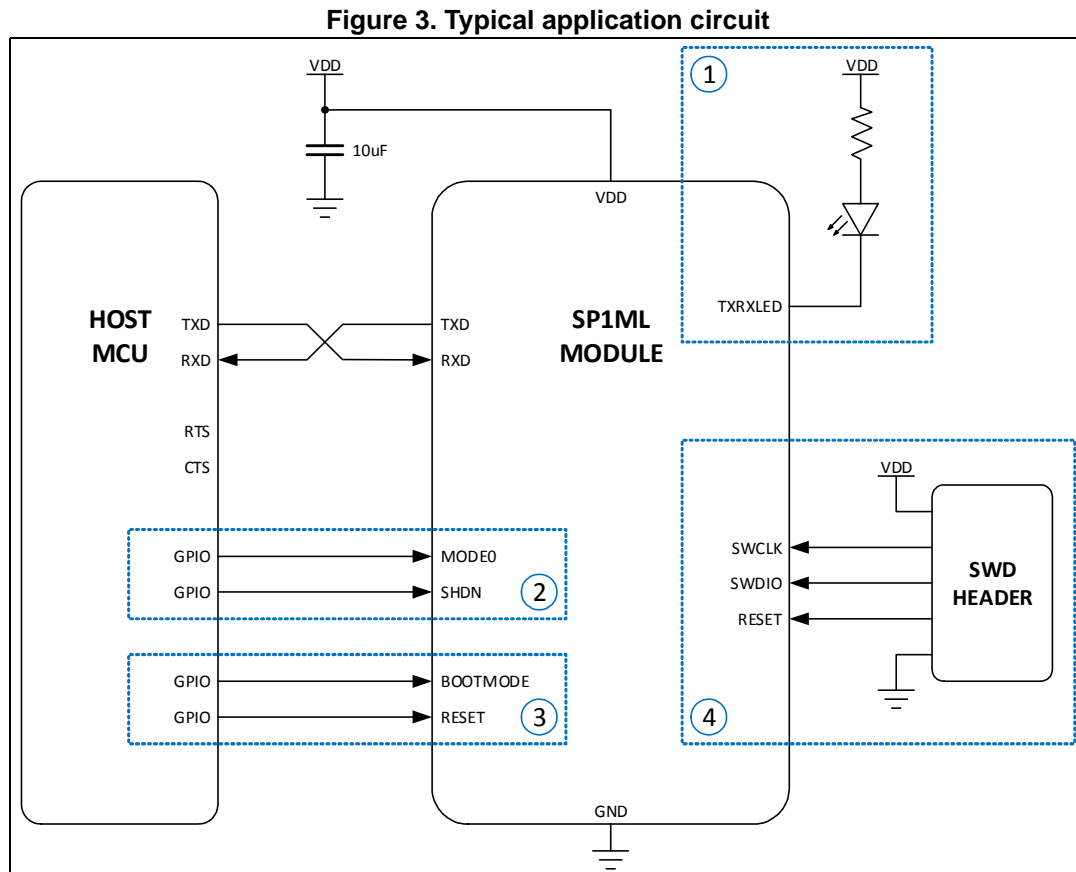 Figure 3. Typical application circuit
VDD
10uF
1
VDD
VDD
TXRXLED
HOST
MCU
TXD
RXD
RTS
CTS
TXD
RXD
SP1ML
MODULE
GPIO
GPIO
MODE0
SHDN
2
GPIO
GPIO
BOOTMODE
RESET
3
VDD
SWCLK
SWDIO
RESET
SWD
HEADER
4
GND